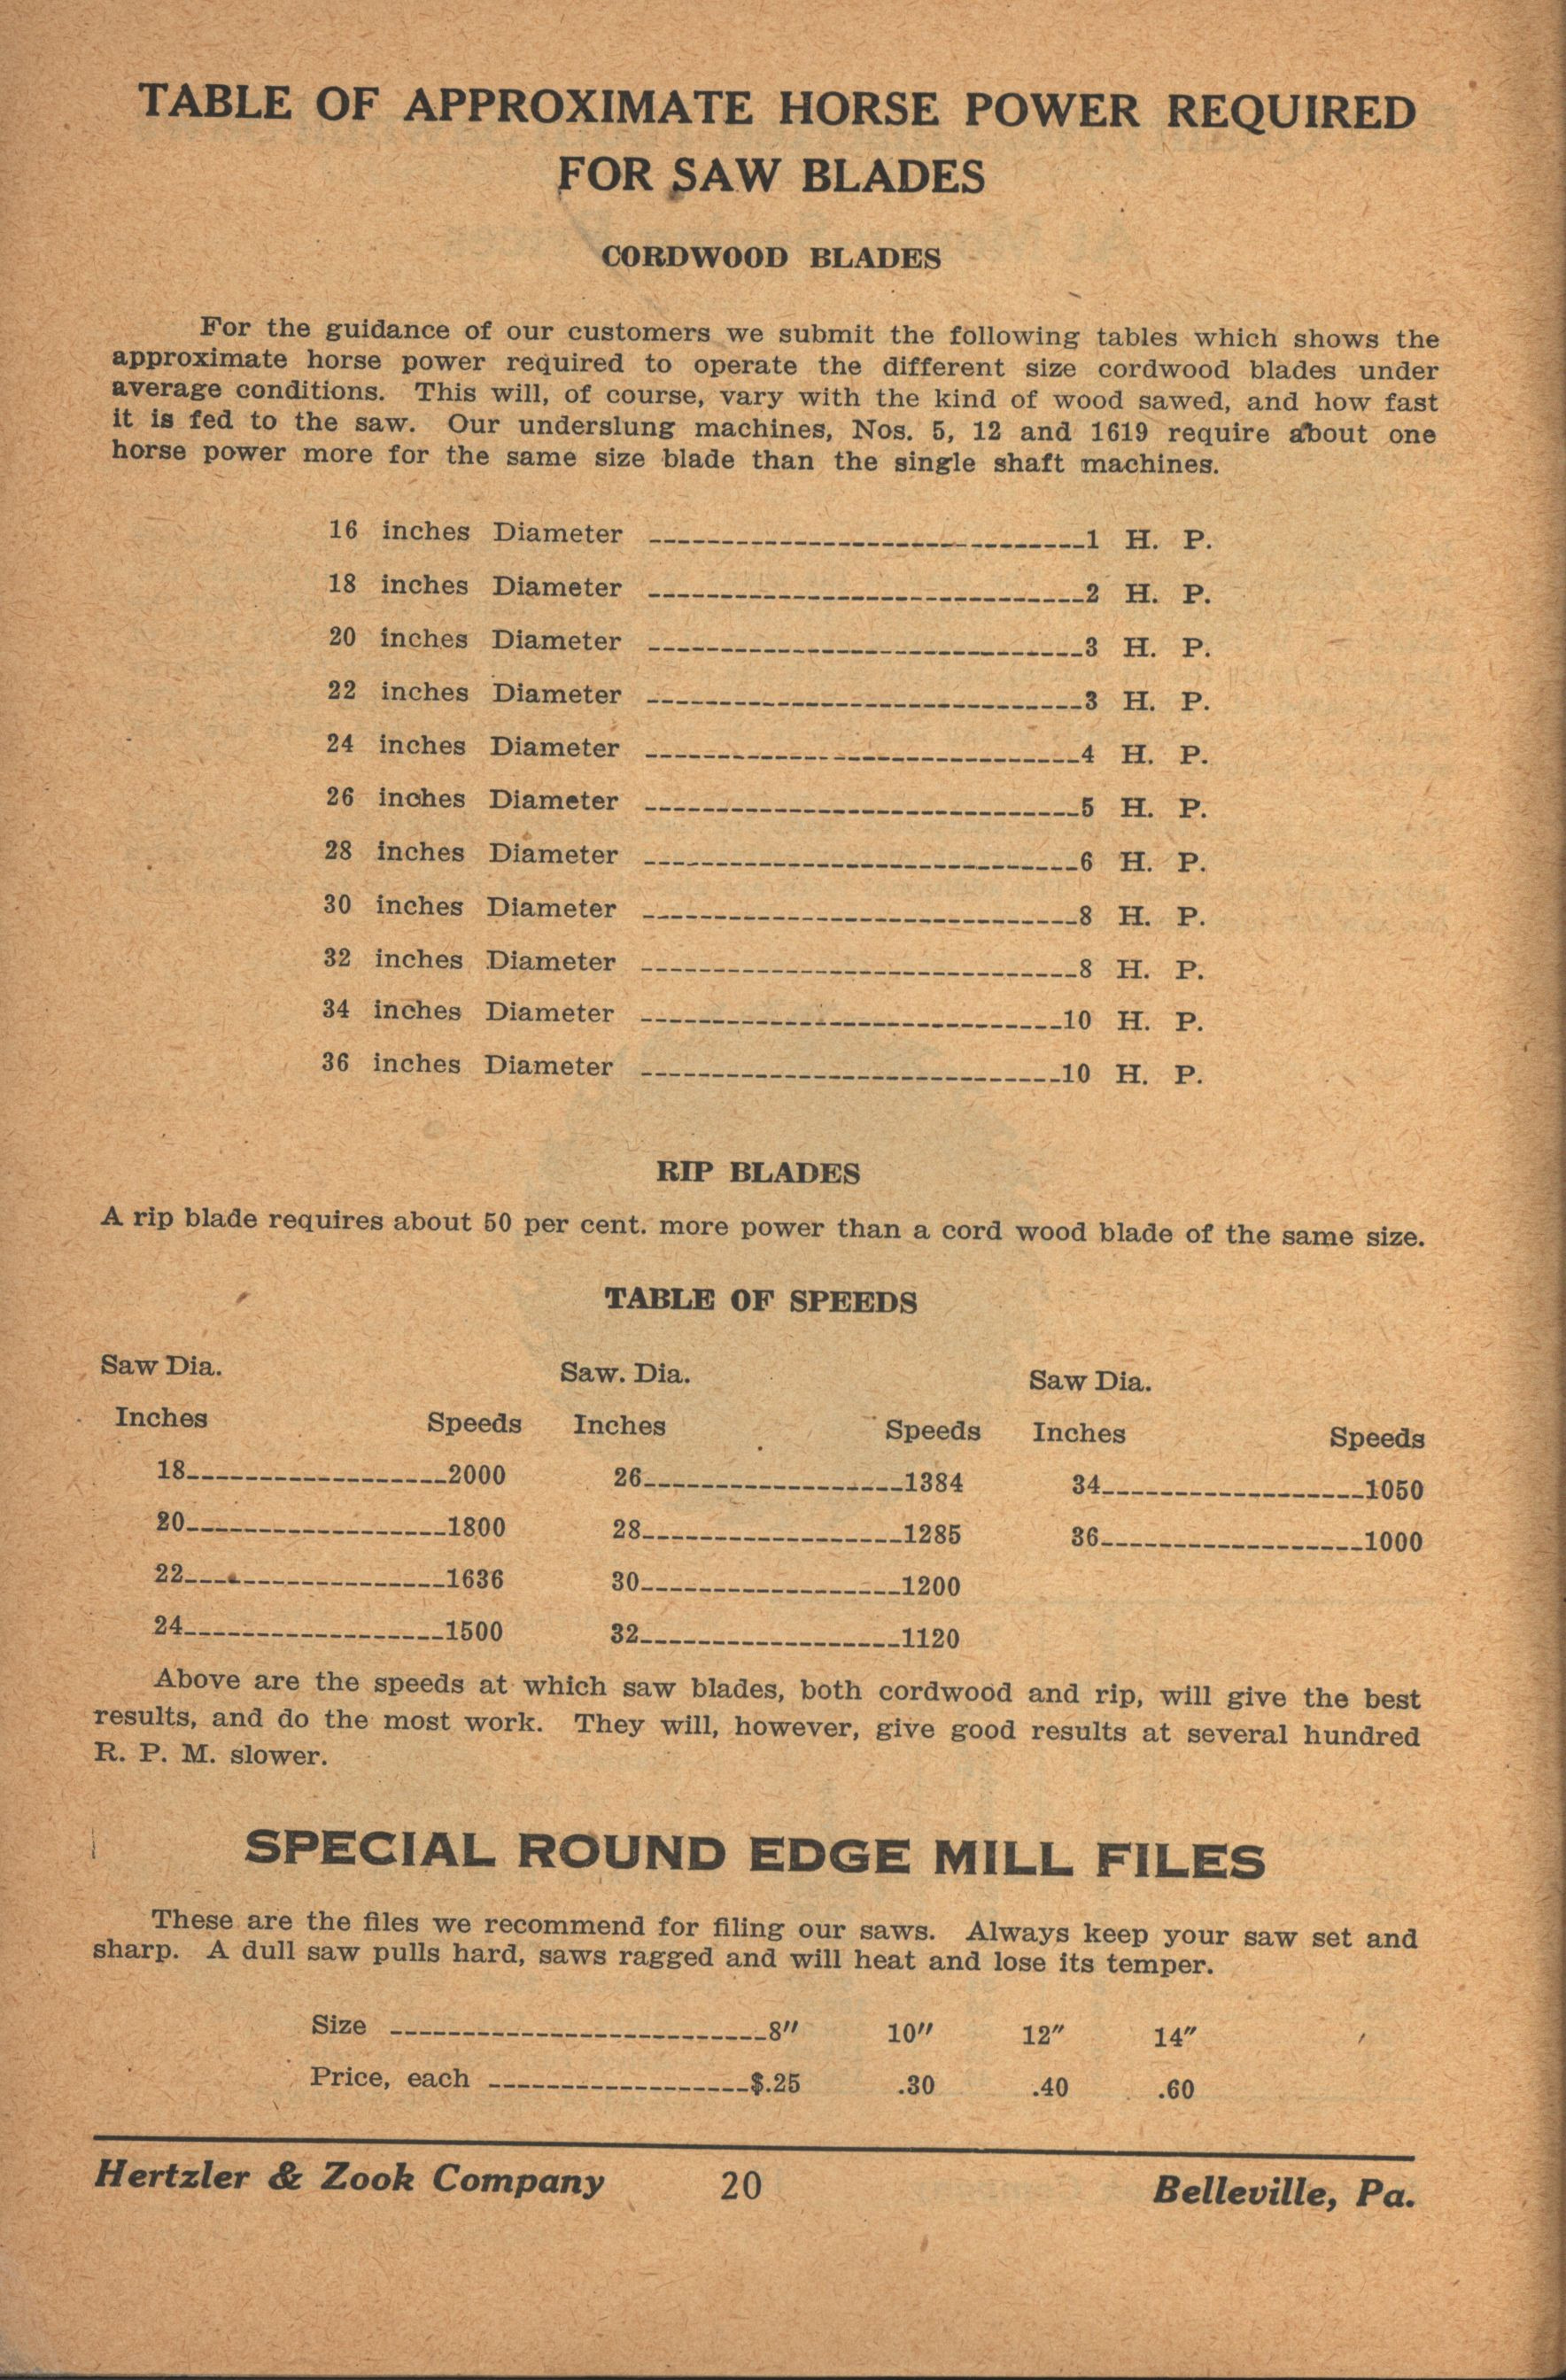 TABLE OF APPROXIMATE HORSE POWER REQUIRED
FOR SAW BLADES
CORDWOOD BLADES
For the guidance of our customers we submit the following tables which shows the
approximate horse power required to operate the different size cordwood blades under
average conditions. This will, of course, vary with the kind of wood sawed, and how fast
it is fed to the saw. Our underslung machines, Nos. 5, 12 and 1619 require about one
horse power more for the same size blade than the single shaft machines.
16 inches Diameter ------------------------------1 H. P.
18 inches Diameter ------------------------------2 H. P.
20 inches Diameter ------------------------------3 H. P.
22 inches Diameter ------------------------------3 H. P.
24 inches Diameter ------------------------------4 H. P.
26 inches Diameter ------------------------------5 H. P.
28 inches Diameter ------------------------------6 H. P.
30 inches Diameter ------------------------------8 H. P.
32 inches Diameter ------------------------------8 H. P.
34 inches Diameter -----------------------------10 H. P.
36 inches Diameter -----------------------------10 H. P.
RIP BLADES
A rip blade requires about 50 per cent. more power than a cord wood blade of the same size.
TABLE OF SPEEDS
Saw Dia. Saw. Dia. Saw Dia.
Inches Speeds Inches Speeds Inches Speeds
18------------------2000 26------------------1384 34------------------1050
20------------------1800 28------------------1285 36------------------1000
22------------------1636 30------------------1200
24------------------1500 32------------------1120
Above are the speeds at which saw blades, both cordwood and rip, will give the best
results, and do the most work. They will, however, give good results at several hundred
R. P. M. slower.
SPECIAL ROUND EDGE MILL FILES
These are the files we recommend for filing our saws. Always keep your saw set and
sharp. A dull saw pulls hard, saws ragged and will heat and lose its temper.
Size --------------------------8" 10" 12" 14"
Price, each ------------------$.25 .30 .40 .60
Hertzler & Zook Company 20 Belleville, Pa.